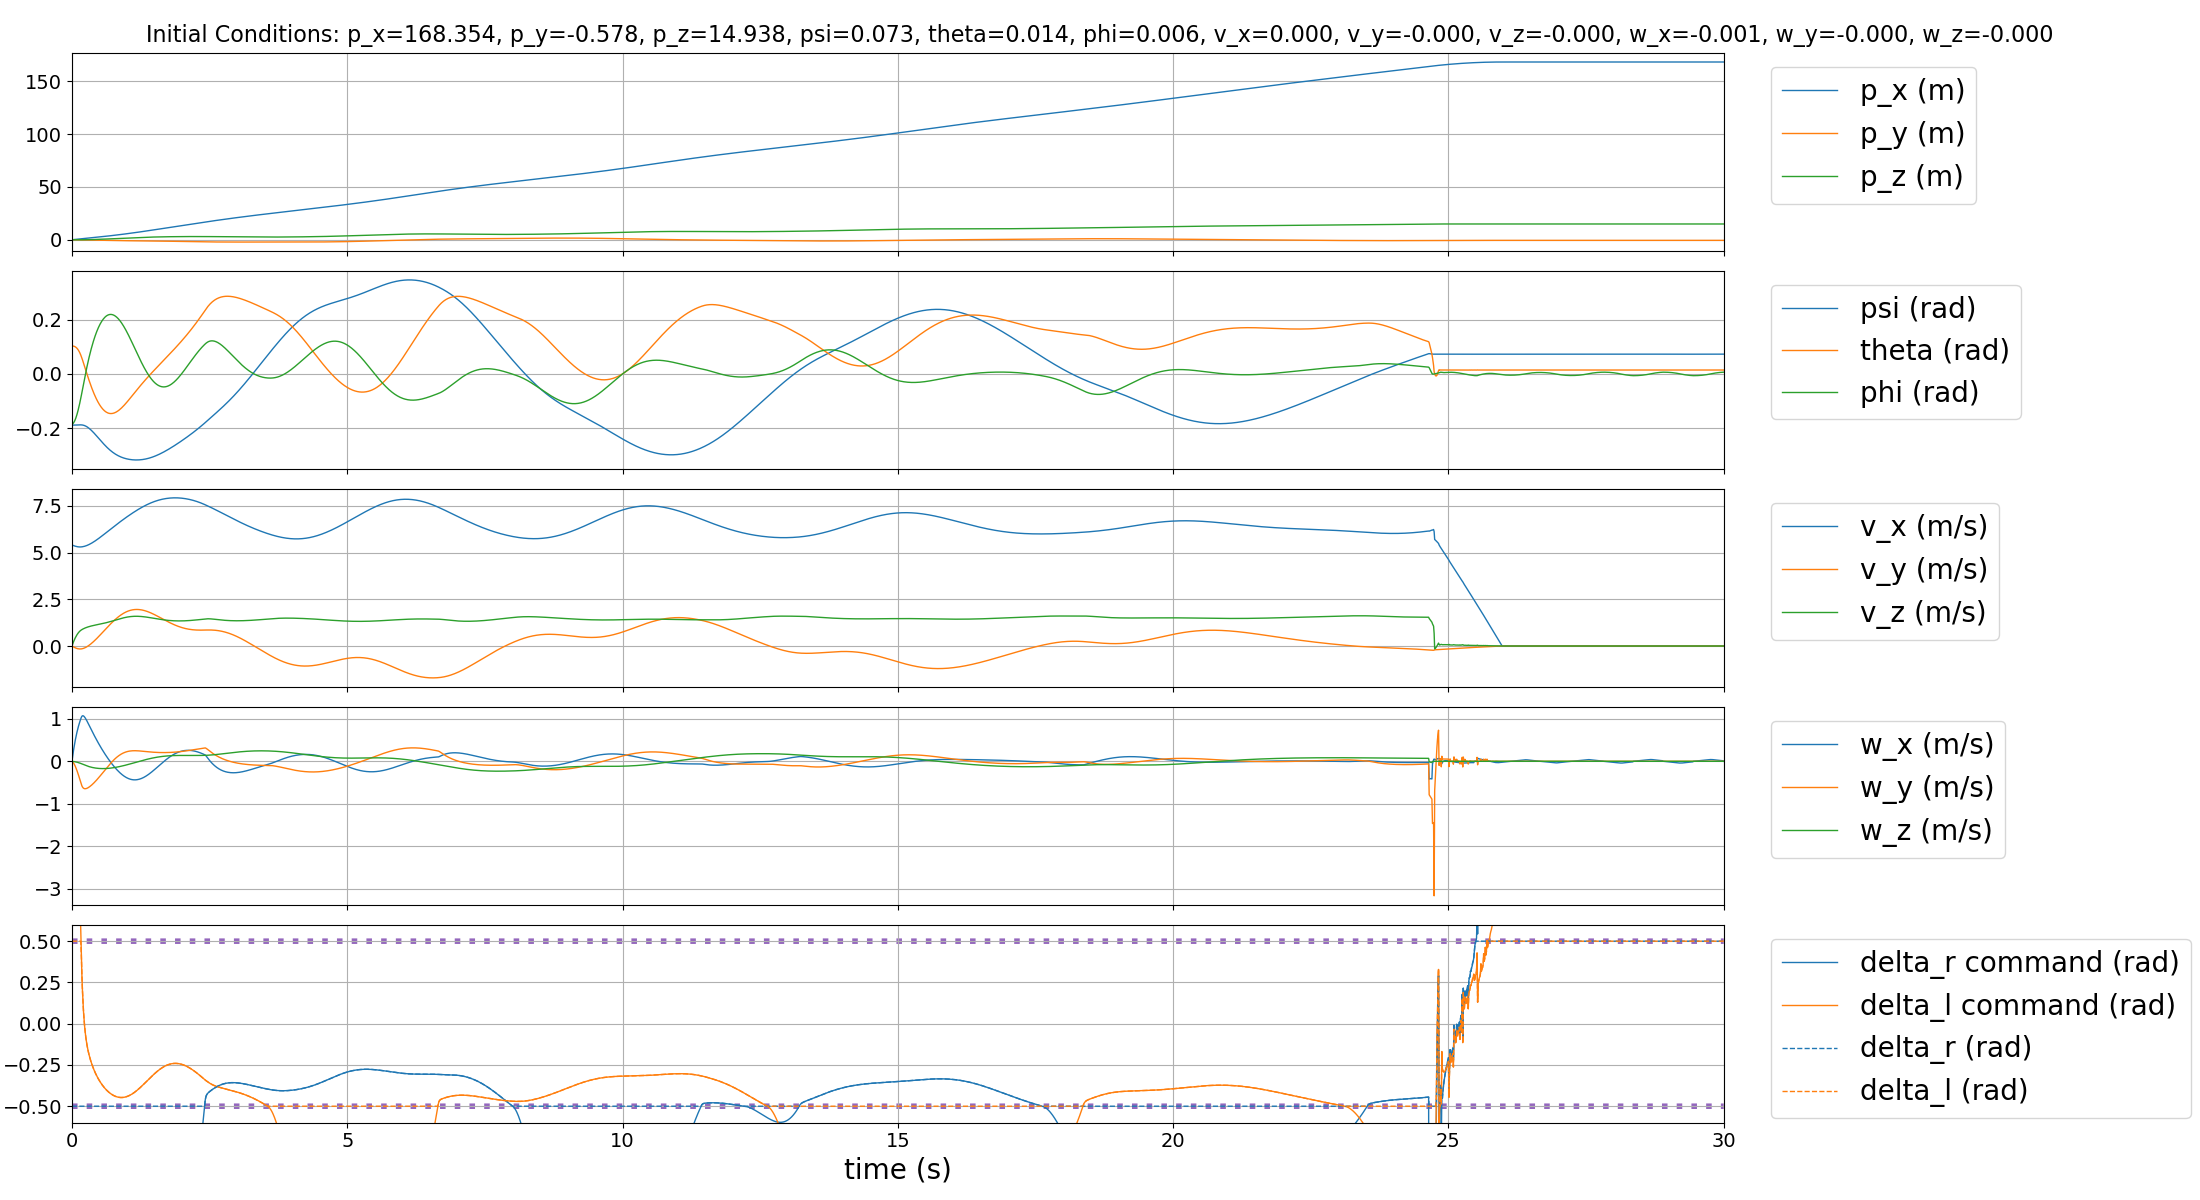 Initial Conditions: p_x=168.354, p_y=-0.578, p_z=14.938, psi=0.073, theta=0.014, phi=0.006, v_x=0.000, v_y=-0.000, v_z=-0.000, w_x=-0.001, w_y=-0.000, w_z=-0.000
150
100
50
0
p_x (m)
p_y (m)
p_z (m)
0.2
0.0
−0.2
psi (rad)
theta (rad)
phi (rad)
7.5
5.0
2.5
0.0
v_x (m/s)
v_y (m/s)
v_z (m/s)
1
0
−1
−2
−3
w_x (m/s)
w_y (m/s)
w_z (m/s)
0.50
0.25
0.00
−0.25
−0.50
delta_r command (rad)
delta_l command (rad)
delta_r (rad)
delta_l (rad)
0 5 10 15 20 25 30
time (s)